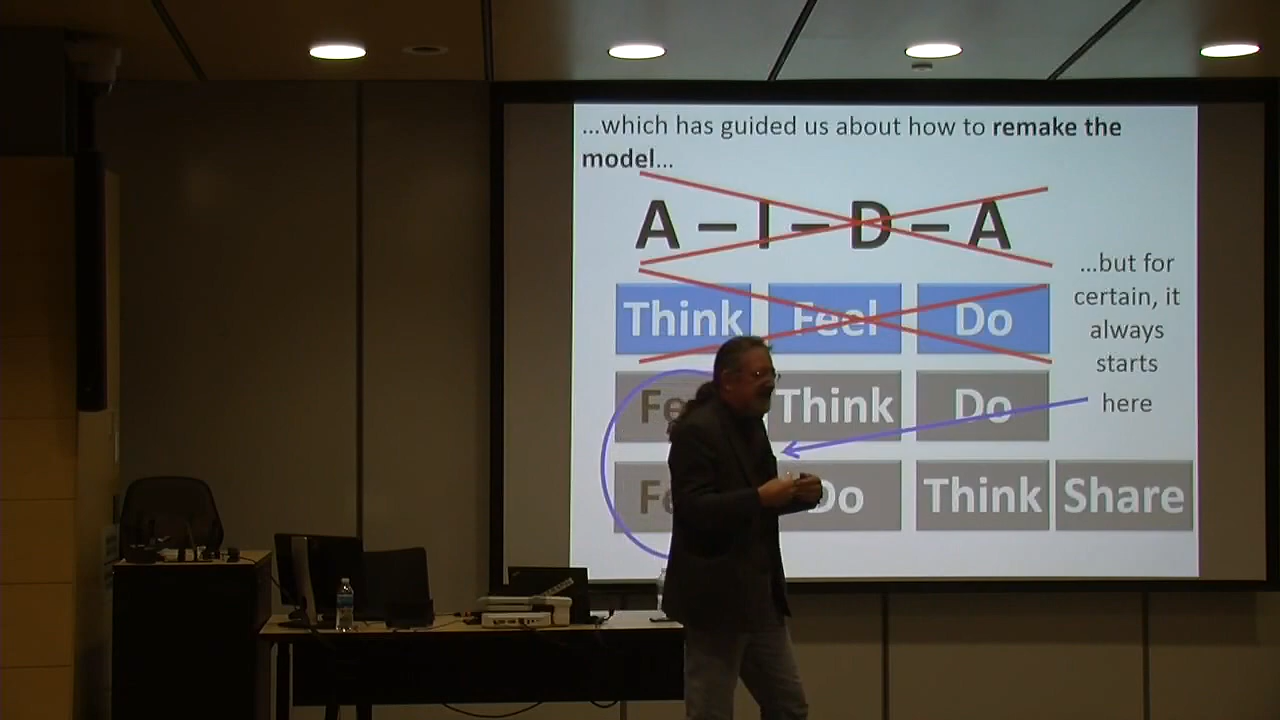 ...which has guided us about how to remake the
model...
A – I – D – A
Think Feel Do
Think Do
Do Think Share
...but for
certain, it
always
starts
here